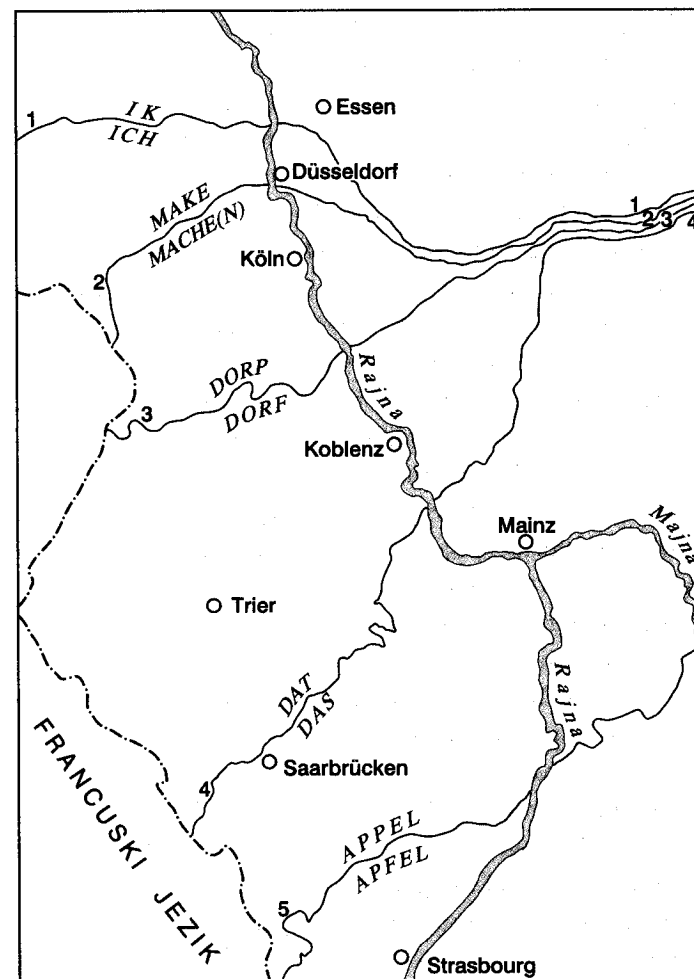 1
IK
ICH
Essen
Düsseldorf
MAKE
MACHE(N)
1
2 3
4
Köln
2
DORP
DORF
3
Rajna
Koblenz
Mainz
Majna
Trier
DAT
DAS
Rajna
4
Saarbrücken
FRANCUSKI JEZIK
APPEL
APFEL
5
Strasbourg